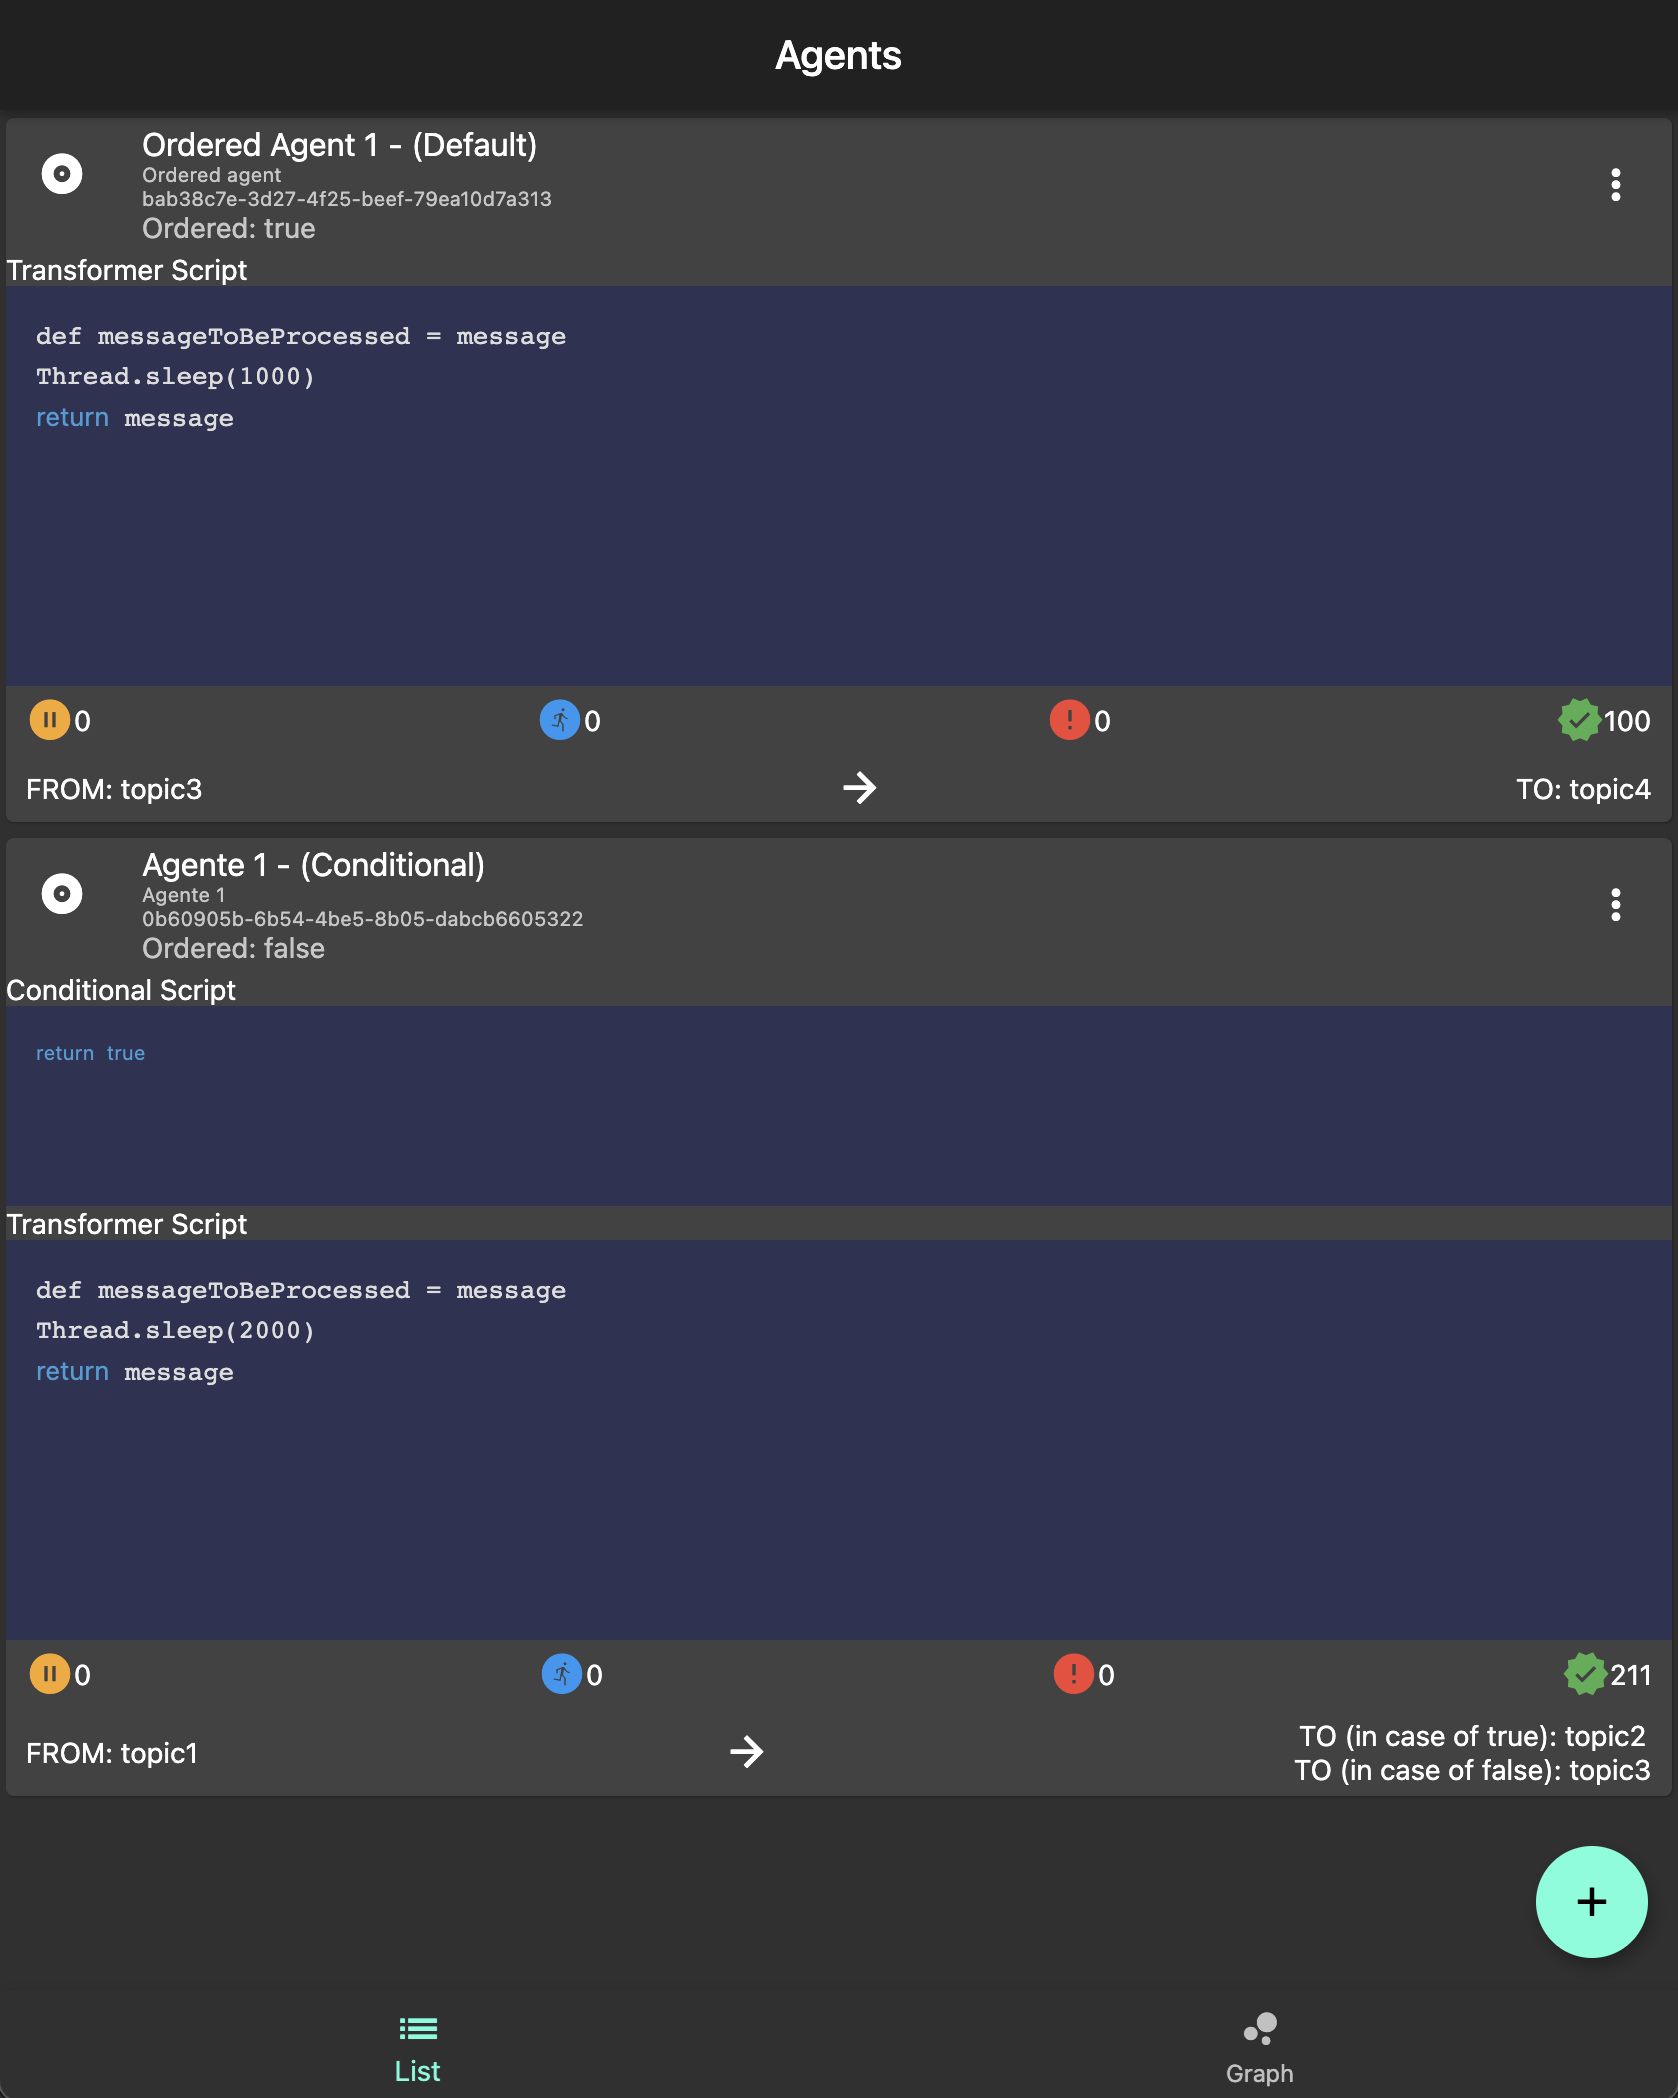 Agents
Ordered Agent 1 - (Default)
Ordered agent
bab38c7e-3d27-4f25-beef-79ea10d7a313
Ordered: true
Transformer Script
def messageToBeProcessed = message
Thread.sleep(1000)
return message
0 0 0 100
FROM: topic3 TO: topic4
Agente 1 - (Conditional)
Agente 1
0b60905b-6b54-4be5-8b05-dabcb6605322
Ordered: false
Conditional Script
return true
Transformer Script
def messageToBeProcessed = message
Thread.sleep(2000)
return message
0 0 0 211
FROM: topic1
TO (in case of true): topic2
TO (in case of false): topic3
List Graph